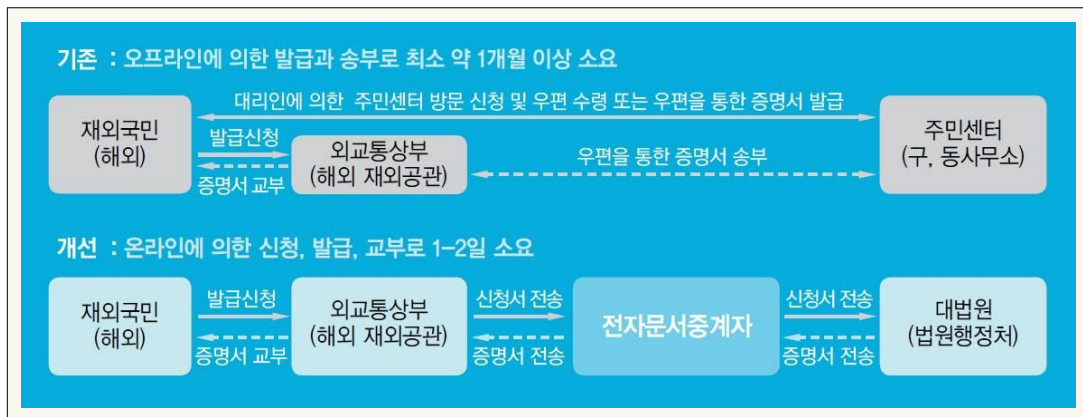 기존 : 오프라인에 의한 발급과 송부로 최소 약 1개월 이상 소요
대리인에 의한 주민센터 방문 신청 및 우편 수령 또는 우편을 통한 증명서 발급
재외국민
(해외)
발급신청
증명서 교부
외교통상부
(해외 재외공관)
우편을 통한 증명서 송부
주민센터
(구, 동사무소)
개선 : 온라인에 의한 신청, 발급, 교부로 1-2일 소요
재외국민
(해외)
발급신청
증명서 교부
외교통상부
(해외 재외공관)
신청서 전송
증명서 전송
전자문서중계자
신청서 전송
증명서 전송
대법원
(법원행정처)